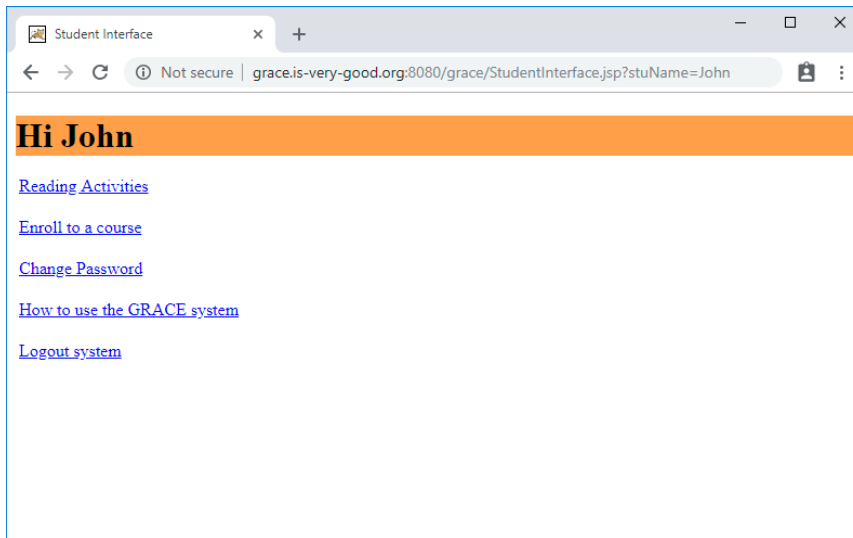 Student Interface
Not secure grace.is-very-good.org:8080/grace/StudentInterface.jsp?stuName=John
Hi John
Reading Activities
Enroll to a course
Change Password
How to use the GRACE system
Logout system